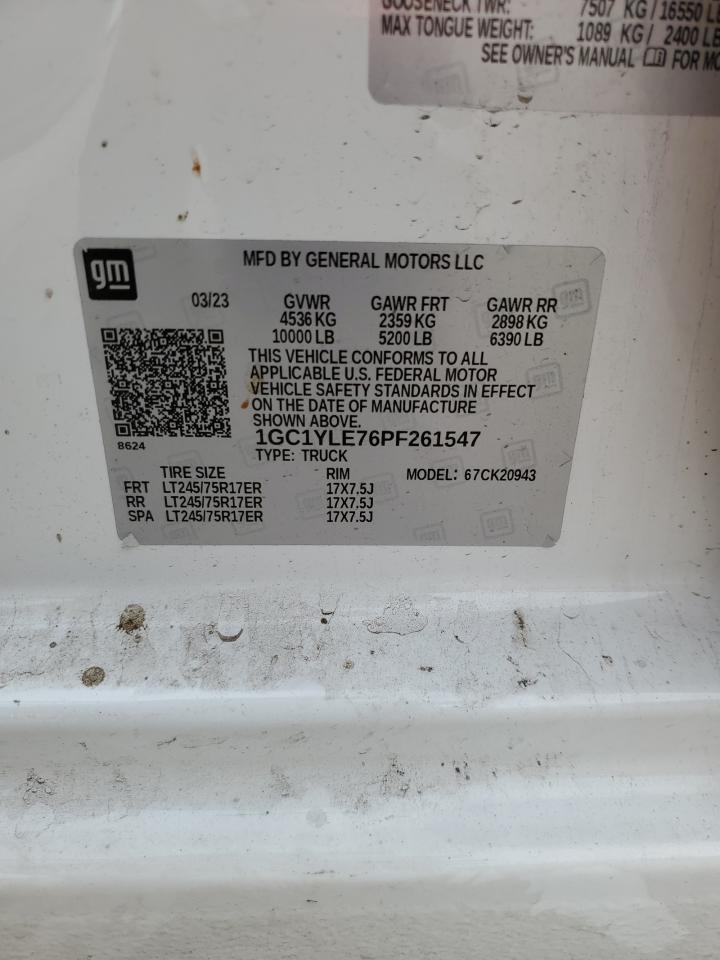 GOOSENECK TWR: 7507 KG/16550 L
MAX TONGUE WEIGHT: 1089 KG/ 2400 LB
SEE OWNER'S MANUAL FOR MO
gm
MFD BY GENERAL MOTORS LLC
03/23 GVWR GAWR FRT GAWR RR
4536 KG 2359 KG 2898 KG
10000 LB 5200 LB 6390 LB
THIS VEHICLE CONFORMS TO ALL
APPLICABLE U.S. FEDERAL MOTOR
VEHICLE SAFETY STANDARDS IN EFFECT
ON THE DATE OF MANUFACTURE
SHOWN ABOVE.
8624
1GC1YLE76PF261547
TYPE: TRUCK
TIRE SIZE RIM MODEL: 67CK20943
FRT LT245/75R17ER 17X7.5J
RR LT245/75R17ER 17X7.5J
SPA LT245/75R17ER 17X7.5J